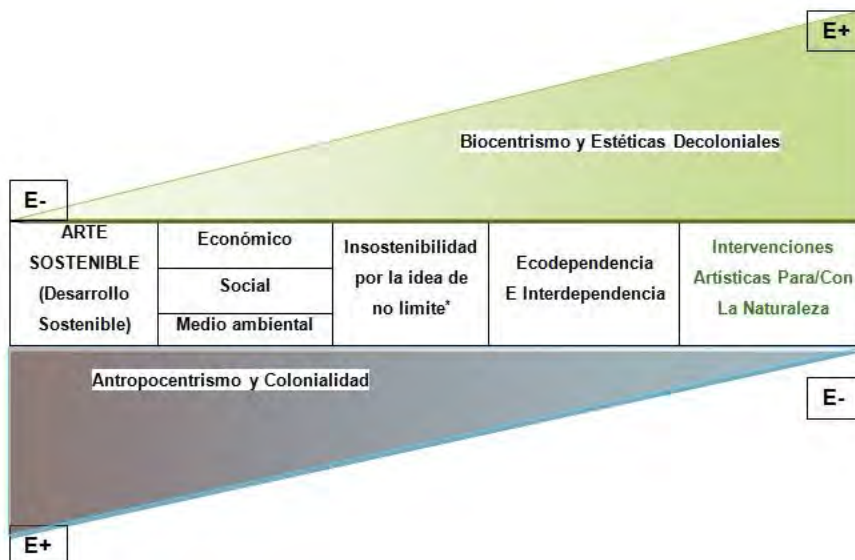 E+
Biocentrismo y Estéticas Decoloniales
E-
ARTE
SOSTENIBLE
(Desarrollo
Sostenible)
Económico
Social
Medio ambiental
Insostenibilidad
por la idea de
no limite*
Ecodependencia
E Interdependencia
Intervenciones
Artísticas Para/Con
La Naturaleza
Antropocentrismo y Colonialidad
E-
E+